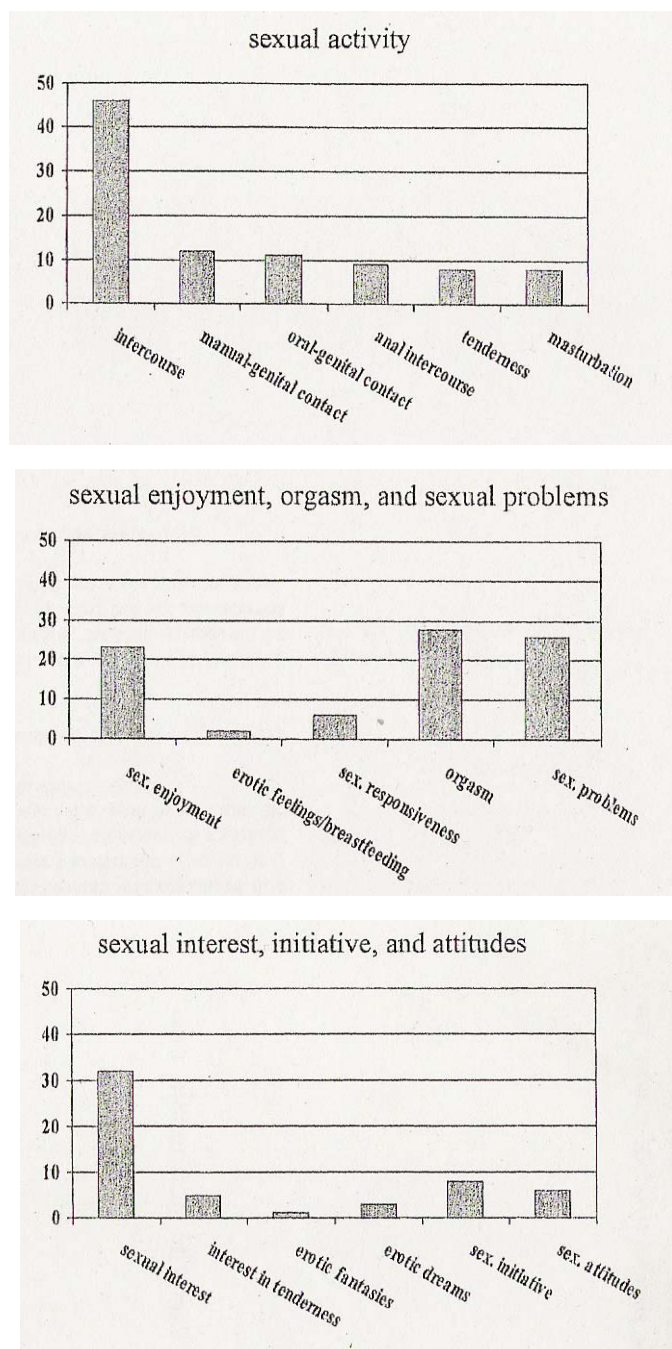 sexual activity
50
40
30
20
10
0
intercourse
manual-genital contact
oral-genital contact
anal intercourse
tenderness
masturbation
sexual enjoyment, orgasm, and sexual problems
50
40
30
20
10
0
sex. enjoyment
erotic feelings/breastfeeding
sex. responsiveness
orgasm
sex. problems
sexual interest, initiative, and attitudes
50
40
30
20
10
0
sexual interest
interest in tenderness
erotic fantasies
erotic dreams
sex. initiative
sex. attitudes